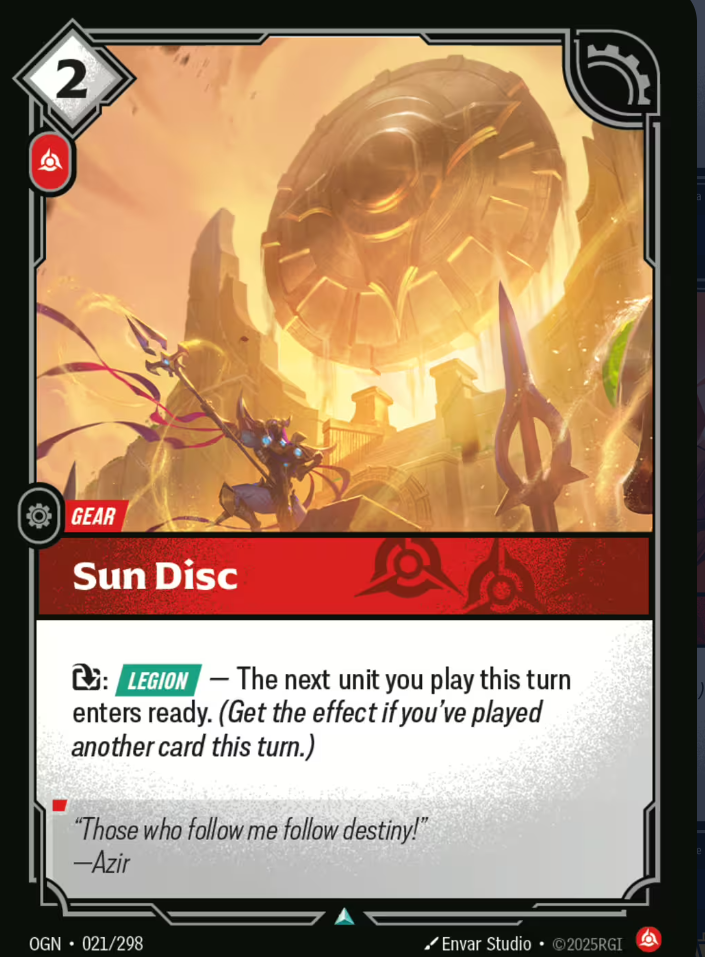 2
GEAR
Sun Disc
: LEGION — The next unit you play this turn
enters ready. (Get the effect if you’ve played
another card this turn.)
“Those who follow me follow destiny!”
—Azir
OGN • 021/298
Envar Studio • ©2025RGI